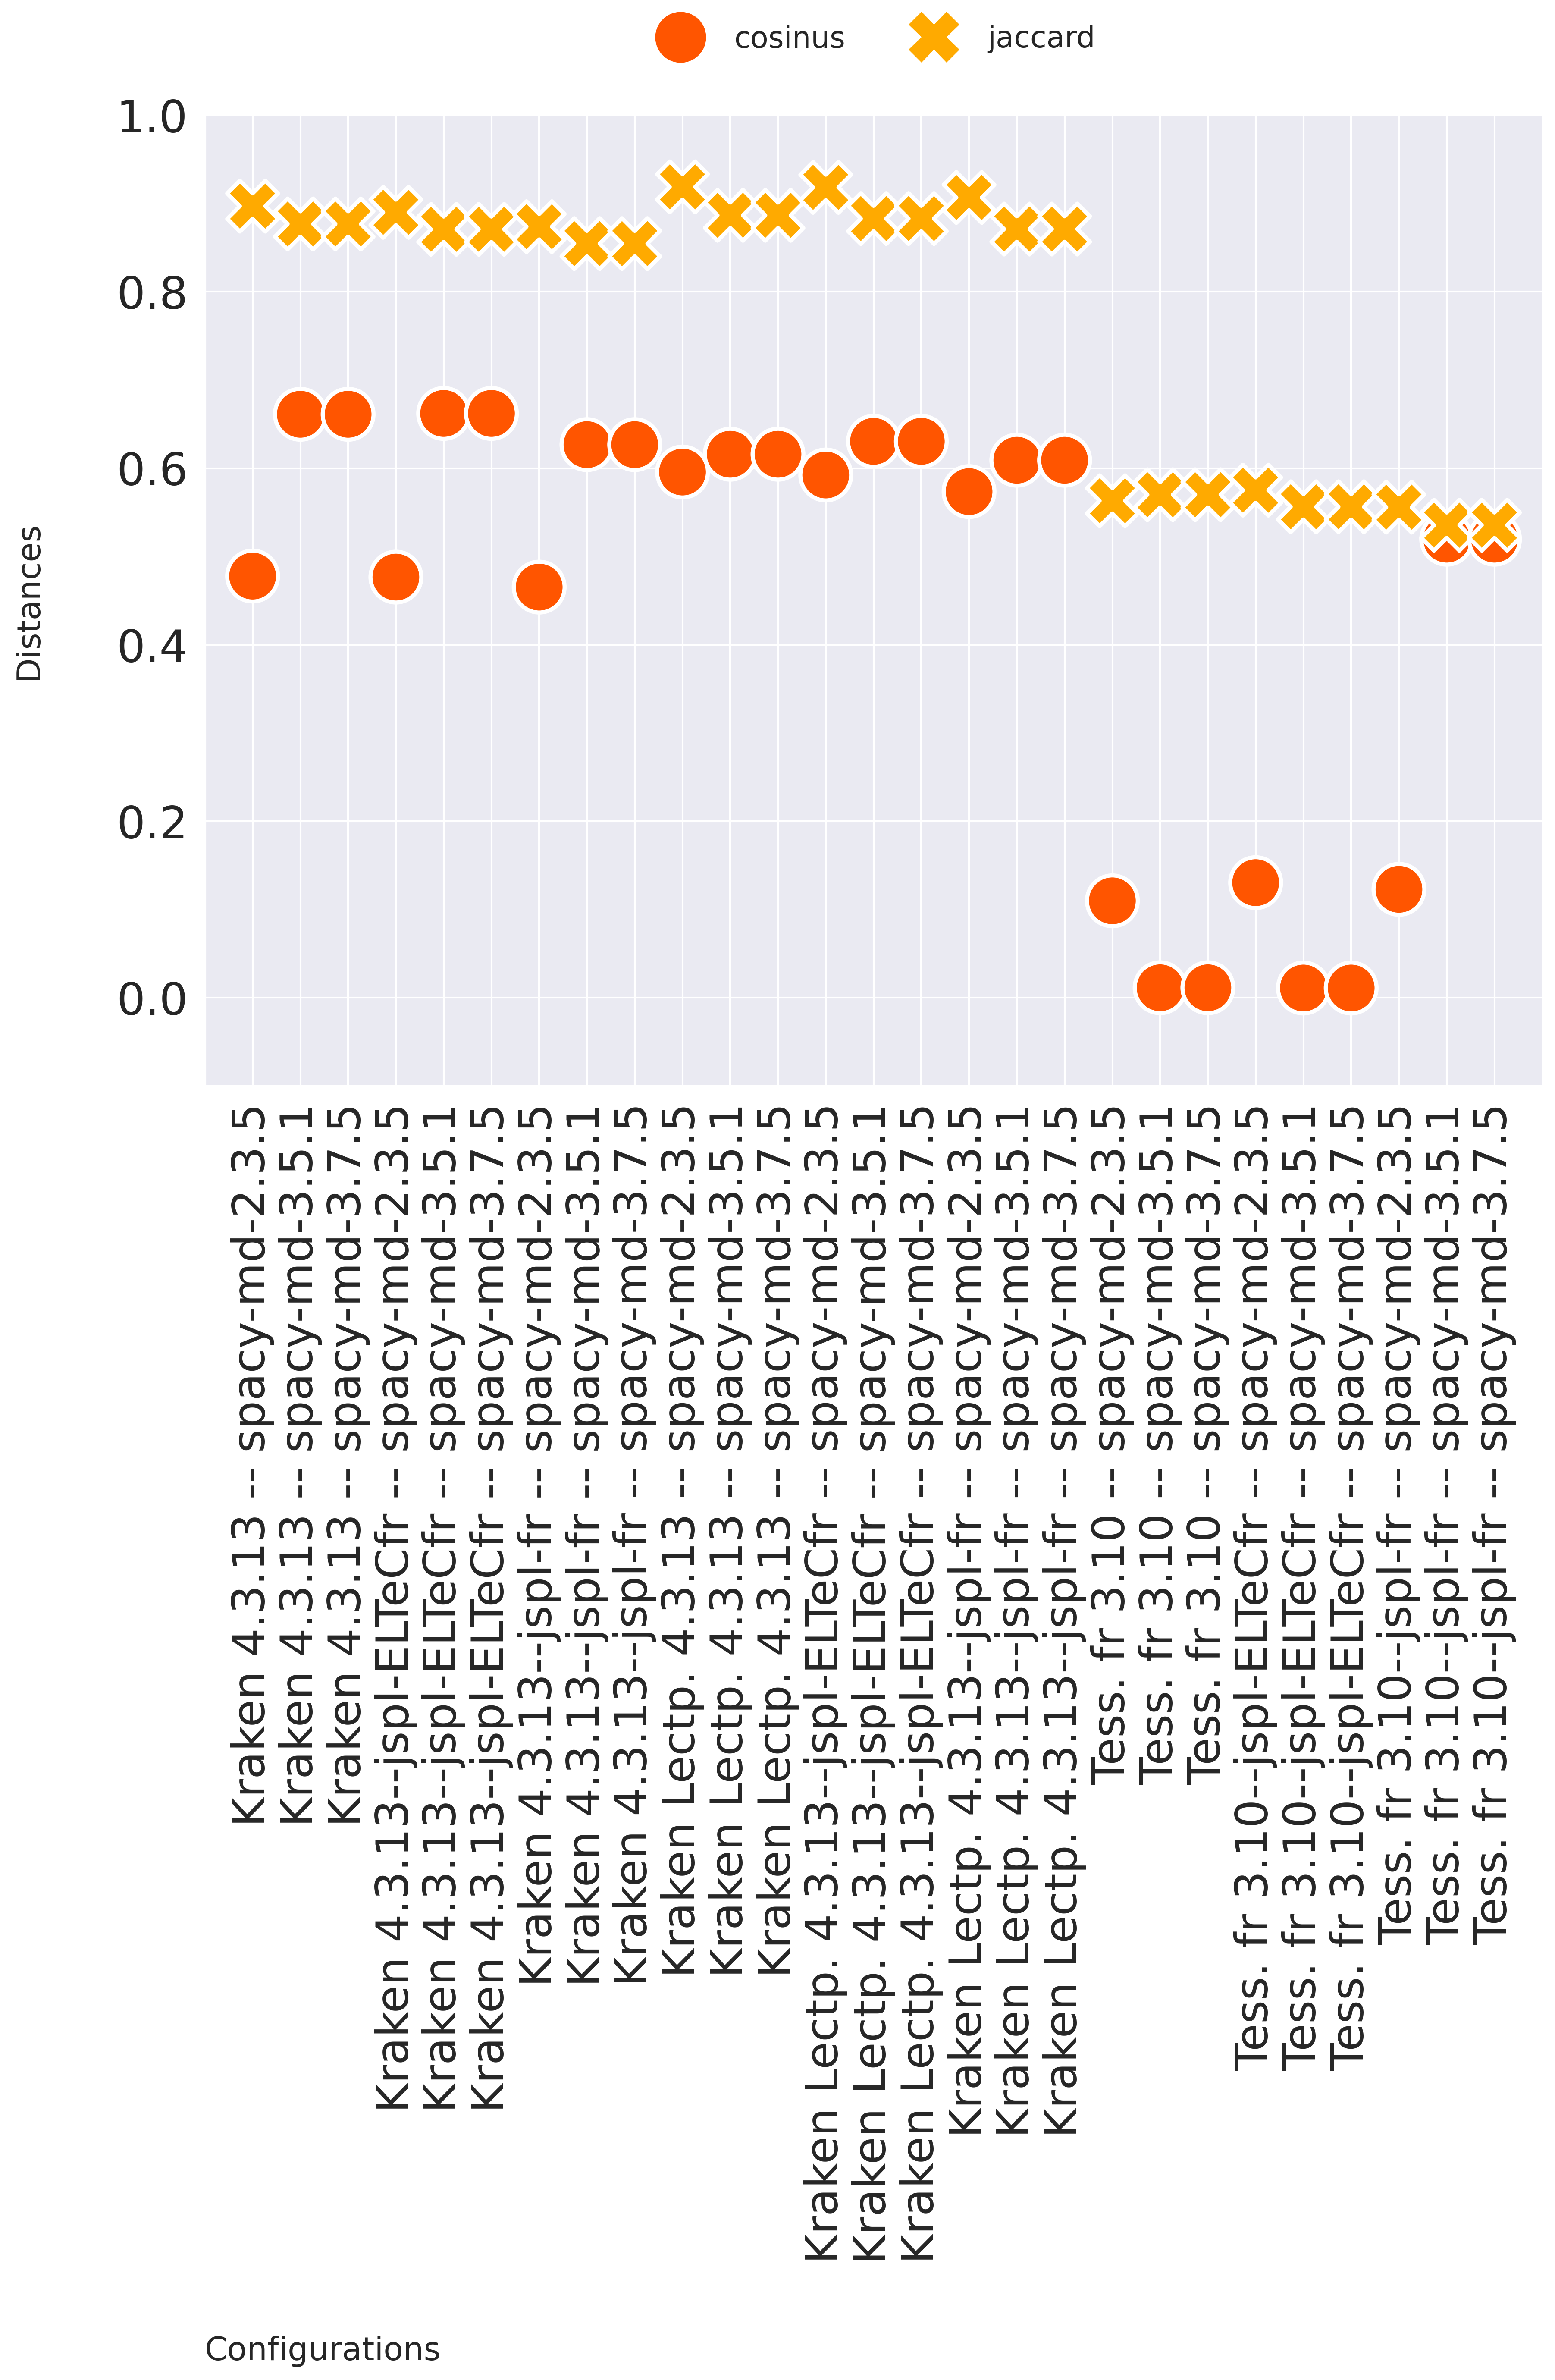 cosinus jaccard
1.0
0.8
0.6
0.4
0.2
0.0
Distances
Kraken 4.3.13 -- spacy-md-2.3.5
Kraken 4.3.13 -- spacy-md-3.5.1
Kraken 4.3.13 -- spacy-md-3.7.5
Kraken 4.3.13--jspl-ELTeCfr -- spacy-md-2.3.5
Kraken 4.3.13--jspl-ELTeCfr -- spacy-md-3.5.1
Kraken 4.3.13--jspl-ELTeCfr -- spacy-md-3.7.5
Kraken 4.3.13--jspl-fr -- spacy-md-2.3.5
Kraken 4.3.13--jspl-fr -- spacy-md-3.5.1
Kraken 4.3.13--jspl-fr -- spacy-md-3.7.5
Kraken Lectp. 4.3.13 -- spacy-md-2.3.5
Kraken Lectp. 4.3.13 -- spacy-md-3.5.1
Kraken Lectp. 4.3.13 -- spacy-md-3.7.5
Kraken Lectp. 4.3.13--jspl-ELTeCfr -- spacy-md-2.3.5
Kraken Lectp. 4.3.13--jspl-ELTeCfr -- spacy-md-3.5.1
Kraken Lectp. 4.3.13--jspl-ELTeCfr -- spacy-md-3.7.5
Kraken Lectp. 4.3.13--jspl-fr -- spacy-md-2.3.5
Kraken Lectp. 4.3.13--jspl-fr -- spacy-md-3.5.1
Kraken Lectp. 4.3.13--jspl-fr -- spacy-md-3.7.5
Tess. fr 3.10 -- spacy-md-2.3.5
Tess. fr 3.10 -- spacy-md-3.5.1
Tess. fr 3.10 -- spacy-md-3.7.5
Tess. fr 3.10--jspl-ELTeCfr -- spacy-md-2.3.5
Tess. fr 3.10--jspl-ELTeCfr -- spacy-md-3.5.1
Tess. fr 3.10--jspl-ELTeCfr -- spacy-md-3.7.5
Tess. fr 3.10--jspl-fr -- spacy-md-2.3.5
Tess. fr 3.10--jspl-fr -- spacy-md-3.5.1
Tess. fr 3.10--jspl-fr -- spacy-md-3.7.5
Configurations